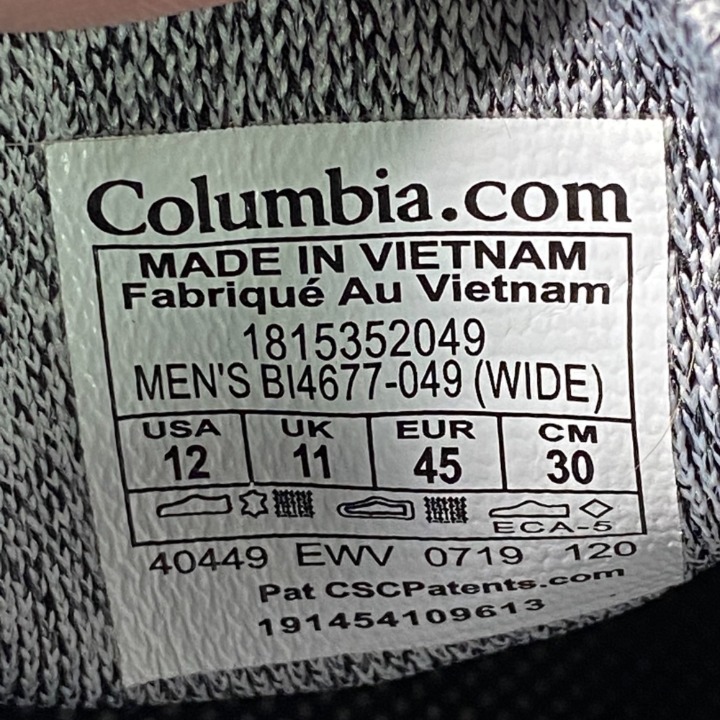 Columbia.com
MADE IN VIETNAM
Fabriqué Au Vietnam
1815352049
MEN'S BI4677-049 (WIDE)
USA UK EUR CM
12 11 45 30
ECA-5
40449 EWV 0719 120
Pat CSCPatents.com
191454109613